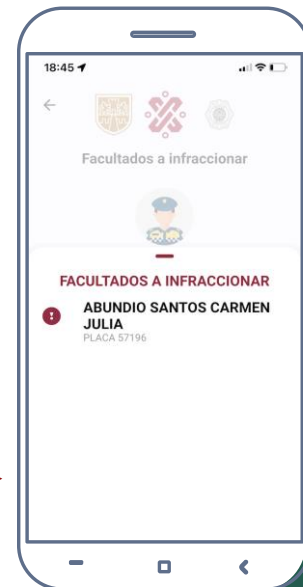 18:45
Facultados a infraccionar
FACULTADOS A INFRACCIONAR
ABUNDIO SANTOS CARMEN
JULIA
PLACA 57196